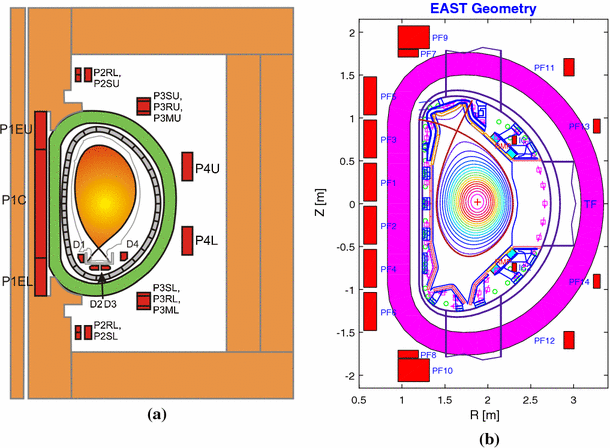 P2RL,
P2SU
P3SU,
P3RU,
P3MU
P1EU
P4U
P1C
D1
D4
P4L
P1EL
D2 D3
P3SL,
P3RL,
P3ML
P2RL,
P2SL
(a)
EAST Geometry
Z [m]
2
1.5
1
0.5
0
-0.5
-1
-1.5
-2
PF9
PF7
PF11
PF5
PF13
PF3
PF1
TF
PF2
PF4
PF14
PF6
PF12
PF8
PF10
0.5
1
1.5
2
2.5
3
R [m]
(b)